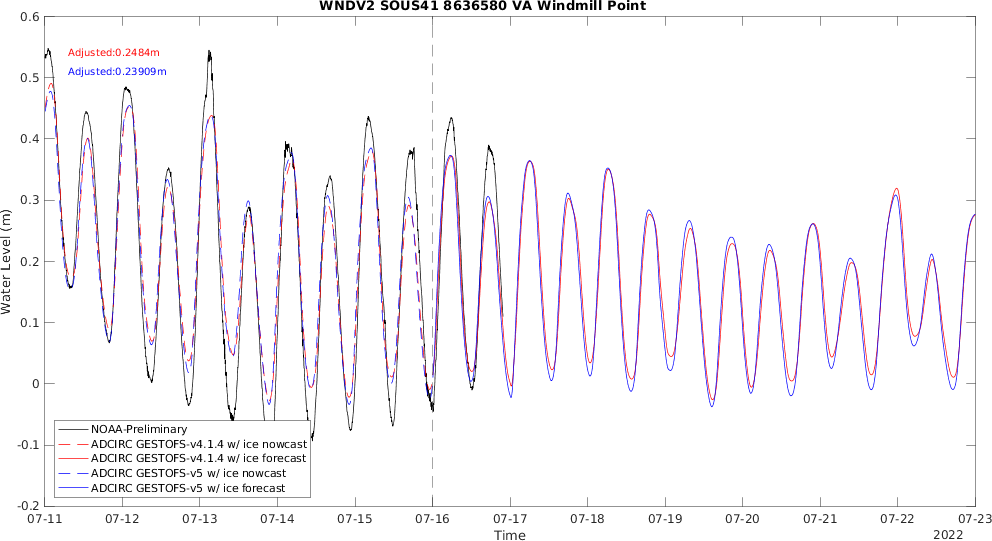 WNDV2 SOUS41 8636580 VA Windmill Point
0.6
0.5
0.4
0.3
0.2
0.1
0
-0.1
-0.2
Water Level (m)
Adjusted:0.2484m
Adjusted:0.23909m
NOAA-Preliminary
ADCIRC GESTOFS-v4.1.4 w/ ice nowcast
ADCIRC GESTOFS-v4.1.4 w/ ice forecast
ADCIRC GESTOFS-v5 w/ ice nowcast
ADCIRC GESTOFS-v5 w/ ice forecast
07-11 07-12 07-13 07-14 07-15 07-16 07-17 07-18 07-19 07-20 07-21 07-22 07-23
Time
2022